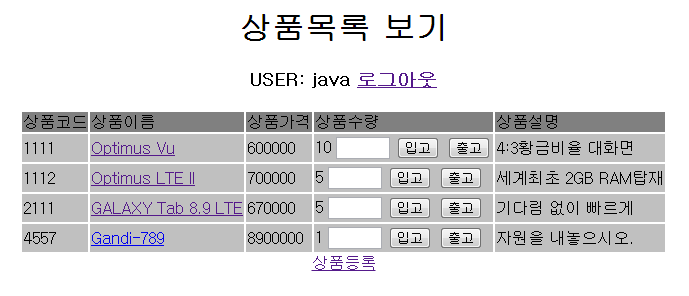 상품목록 보기
USER: java 로그아웃
상품코드 상품이름 상품가격 상품수량 상품설명
1111 Optimus Vu 600000 10 입고 출고 4:3황금비율 대화면
1112 Optimus LTE II 700000 5 입고 출고 세계최초 2GB RAM탑재
2111 GALAXY Tab 8.9 LTE 670000 5 입고 출고 기다림 없이 빠르게
4557 Gandi-789 8900000 1 입고 출고 자원을 내놓으시오.
상품등록